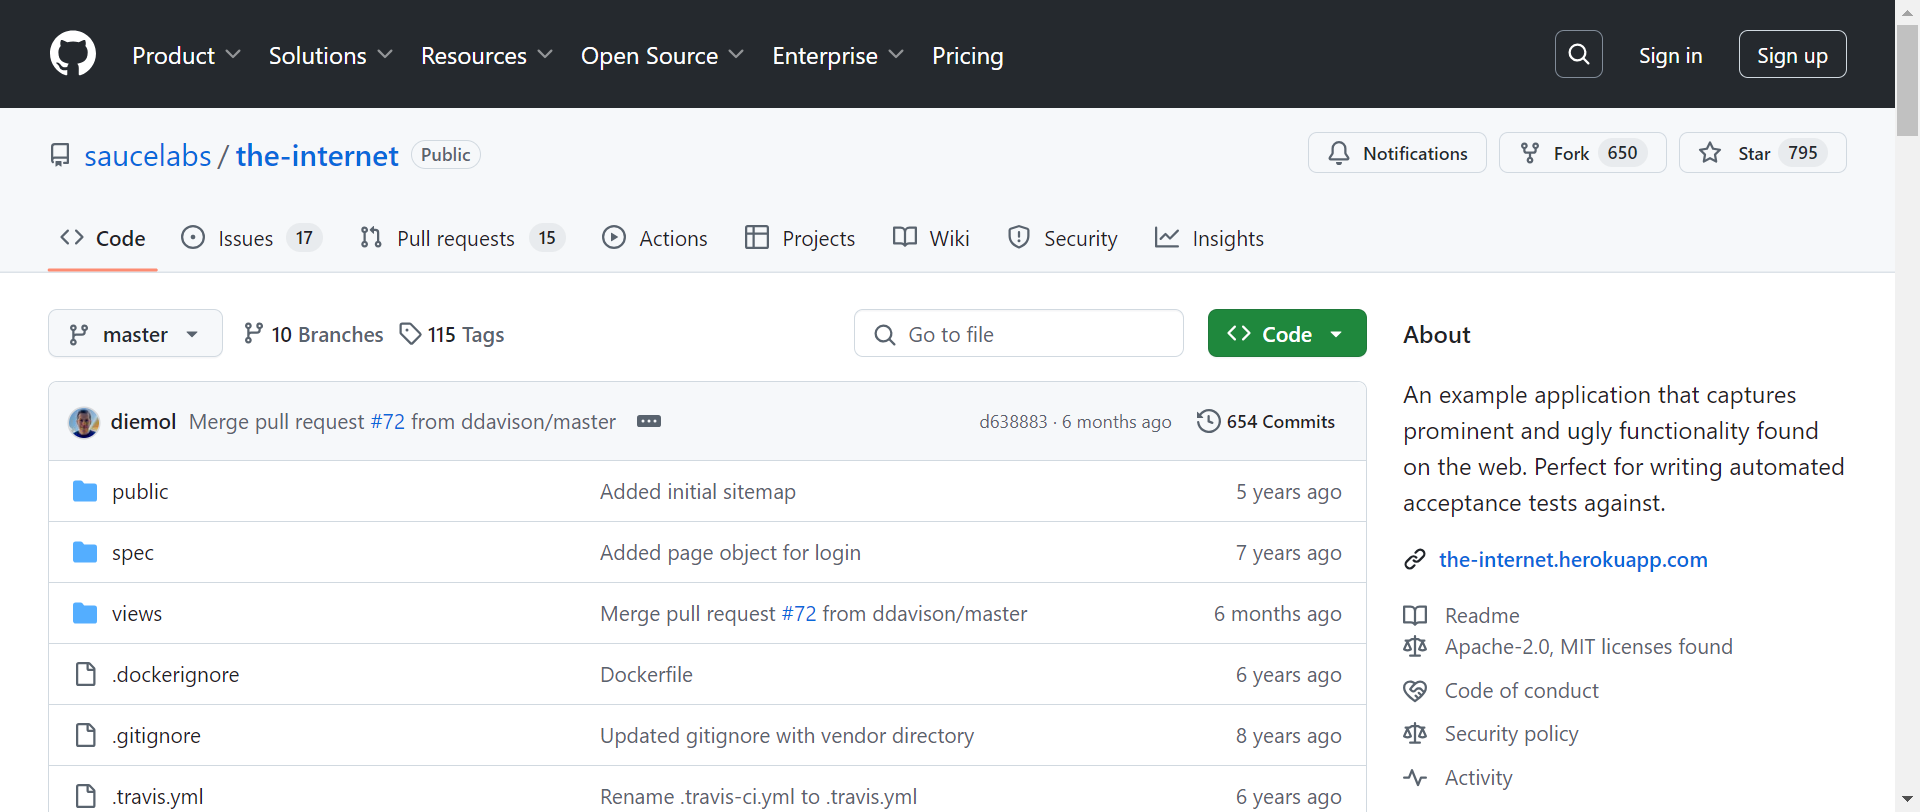 Product Solutions Resources Open Source Enterprise Pricing Sign in Sign up
saucelabs / the-internet Public Notifications Fork 650 Star 795
Code Issues 17 Pull requests 15 Actions Projects Wiki Security Insights
master 10 Branches 115 Tags Go to file Code
diemol Merge pull request #72 from ddavison/master d638883 · 6 months ago 654 Commits
public Added initial sitemap 5 years ago
spec Added page object for login 7 years ago
views Merge pull request #72 from ddavison/master 6 months ago
.dockerignore Dockerfile 6 years ago
.gitignore Updated gitignore with vendor directory 8 years ago
.travis.yml Rename .travis-ci.yml to .travis.yml 6 years ago
About
An example application that captures
prominent and ugly functionality found
on the web. Perfect for writing automated
acceptance tests against.
the-internet.herokuapp.com
Readme
Apache-2.0, MIT licenses found
Code of conduct
Security policy
Activity